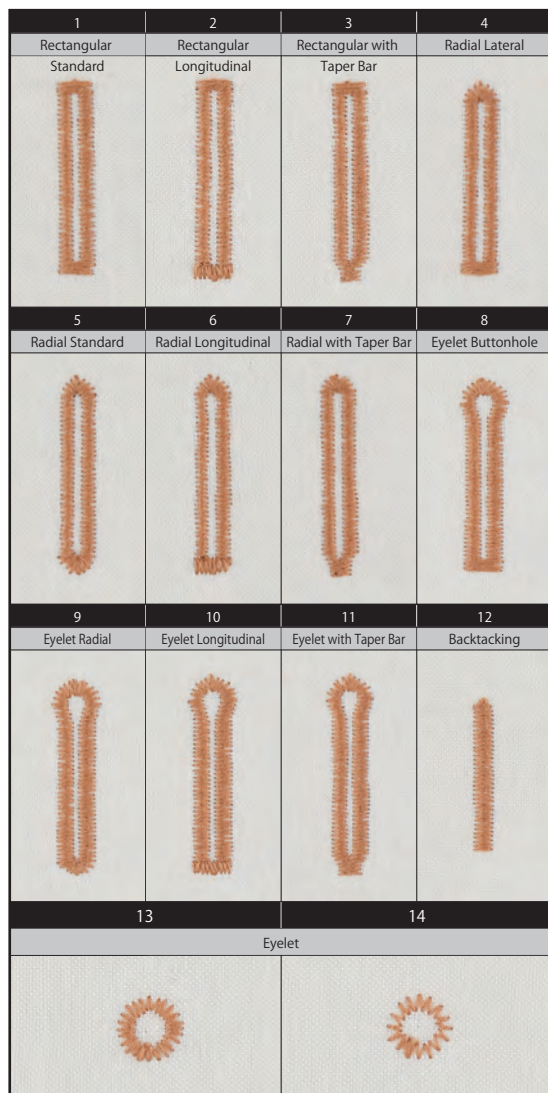 1 2 3 4
Rectangular Standard
Rectangular Longitudinal
Rectangular with Taper Bar
Radial Lateral
5 6 7 8
Radial Standard
Radial Longitudinal
Radial with Taper Bar
Eyelet Buttonhole
9 10 11 12
Eyelet Radial
Eyelet Longitudinal
Eyelet with Taper Bar
Backtacking
13 14
Eyelet